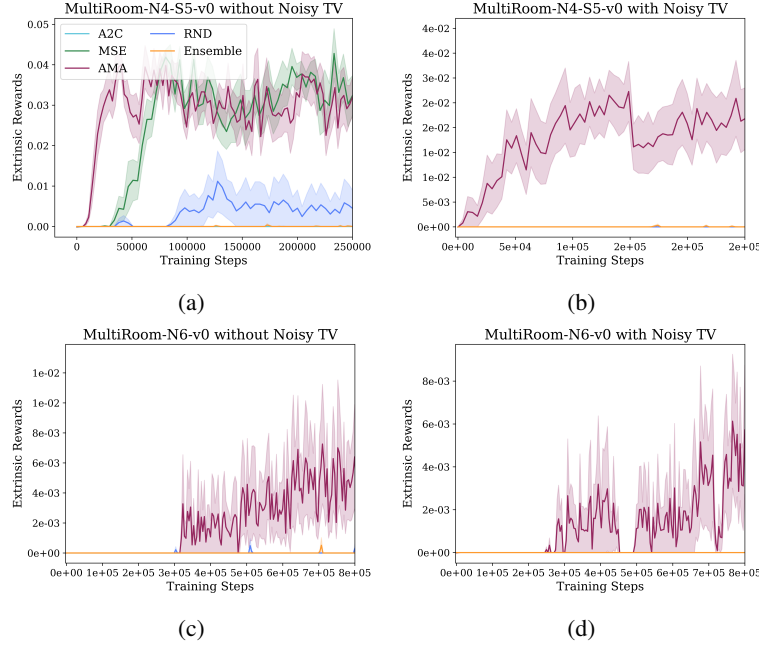 MultiRoom-N4-S5-v0 without Noisy TV
A2C
MSE
AMA
RND
Ensemble
Extrinsic Rewards
0.05
0.04
0.03
0.02
0.01
0.00
0
50000
100000
150000
200000
250000
Training Steps
(a)
MultiRoom-N4-S5-v0 with Noisy TV
Extrinsic Rewards
4e-02
4e-02
3e-02
2e-02
2e-02
2e-02
1e-02
5e-03
0e+00
0e+00
5e+04
1e+05
2e+05
2e+05
2e+05
Training Steps
(b)
MultiRoom-N6-v0 without Noisy TV
Extrinsic Rewards
1e-02
1e-02
8e-03
6e-03
4e-03
2e-03
0e+00
0e+00 1e+05 2e+05 3e+05 4e+05 5e+05 6e+05 7e+05 8e+05
Training Steps
(c)
MultiRoom-N6-v0 with Noisy TV
Extrinsic Rewards
8e-03
6e-03
4e-03
2e-03
0e+00
0e+00 1e+05 2e+05 3e+05 4e+05 5e+05 6e+05 7e+05 8e+05
Training Steps
(d)